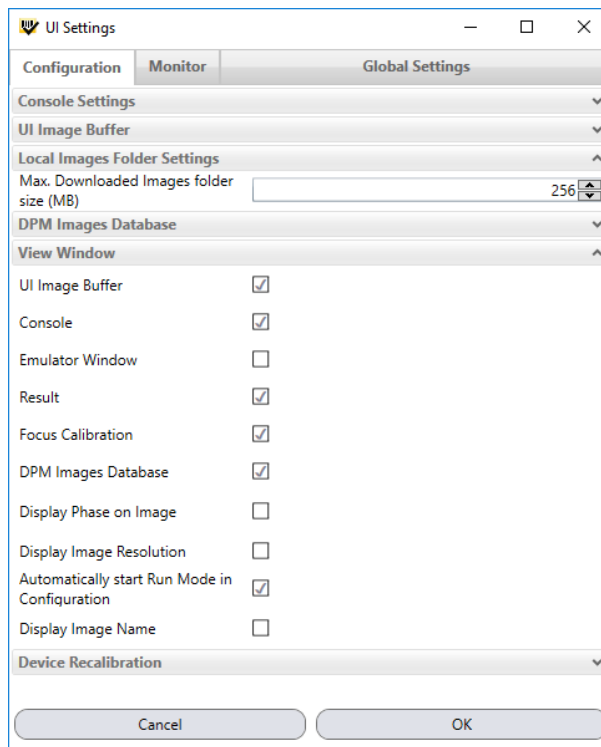 UI Settings
Configuration Monitor Global Settings
Console Settings
UI Image Buffer
Local Images Folder Settings
Max. Downloaded Images folder
size (MB)
256
DPM Images Database
View Window
UI Image Buffer
Console
Emulator Window
Result
Focus Calibration
DPM Images Database
Display Phase on Image
Display Image Resolution
Automatically start Run Mode in
Configuration
Display Image Name
Device Recalibration
Cancel OK